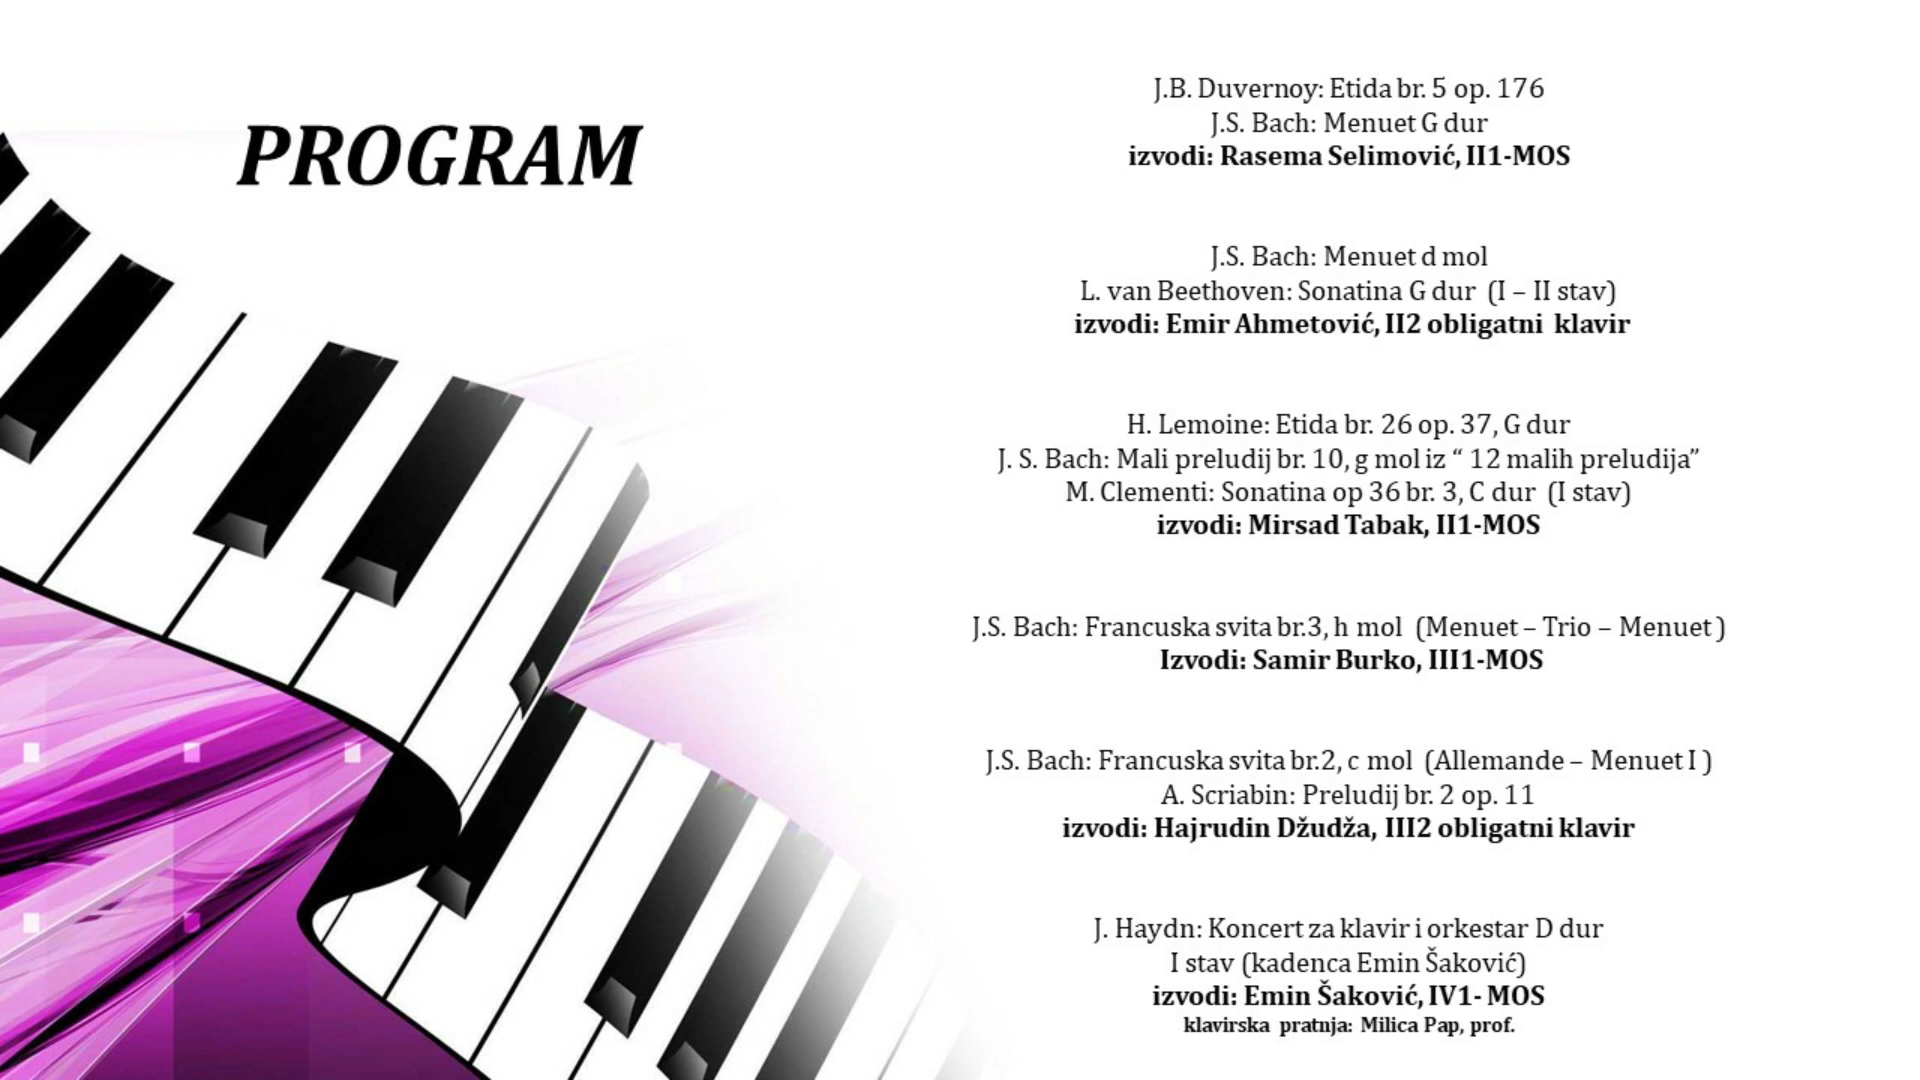 PROGRAM
J.B. Duvernoy: Etida br. 5 op. 176
J.S. Bach: Menuet G dur
izvodi: Rasema Selimović, II1-MOS
J.S. Bach: Menuet d mol
L. van Beethoven: Sonatina G dur (I – II stav)
izvodi: Emir Ahmetović, II2 obligatni klavir
H. Lemoine: Etida br. 26 op. 37, G dur
J. S. Bach: Mali preludij br. 10, g mol iz “ 12 malih preludija”
M. Clementi: Sonatina op 36 br. 3, C dur (I stav)
izvodi: Mirsad Tabak, II1-MOS
J.S. Bach: Francuska svita br.3, h mol (Menuet – Trio – Menuet )
Izvodi: Samir Burko, III1-MOS
J.S. Bach: Francuska svita br.2, c mol (Allemande – Menuet I )
A. Scriabin: Preludij br. 2 op. 11
izvodi: Hajrudin Džudža, III2 obligatni klavir
J. Haydn: Koncert za klavir i orkestar D dur
I stav (kadenca Emin Šaković)
izvodi: Emin Šaković, IV1- MOS
klavirska pratnja: Milica Pap, prof.